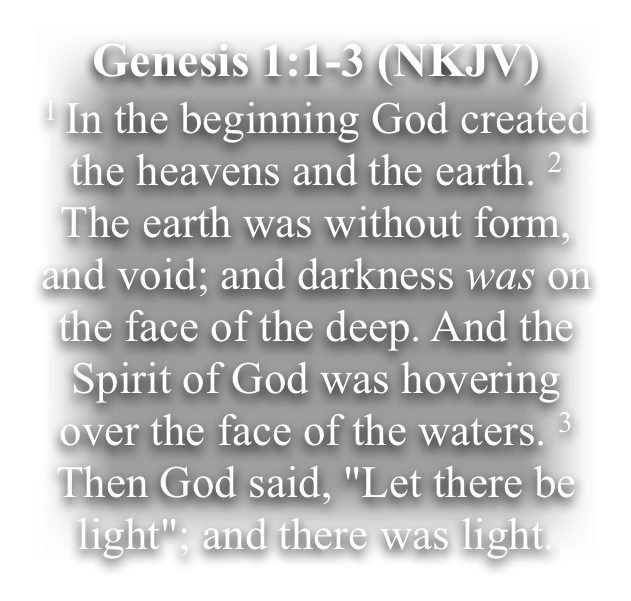 Genesis 1:1-3 (NKJV)
1 In the beginning God created
the heavens and the earth. 2
The earth was without form,
and void; and darkness was on
the face of the deep. And the
Spirit of God was hovering
over the face of the waters. 3
Then God said, "Let there be
light"; and there was light.